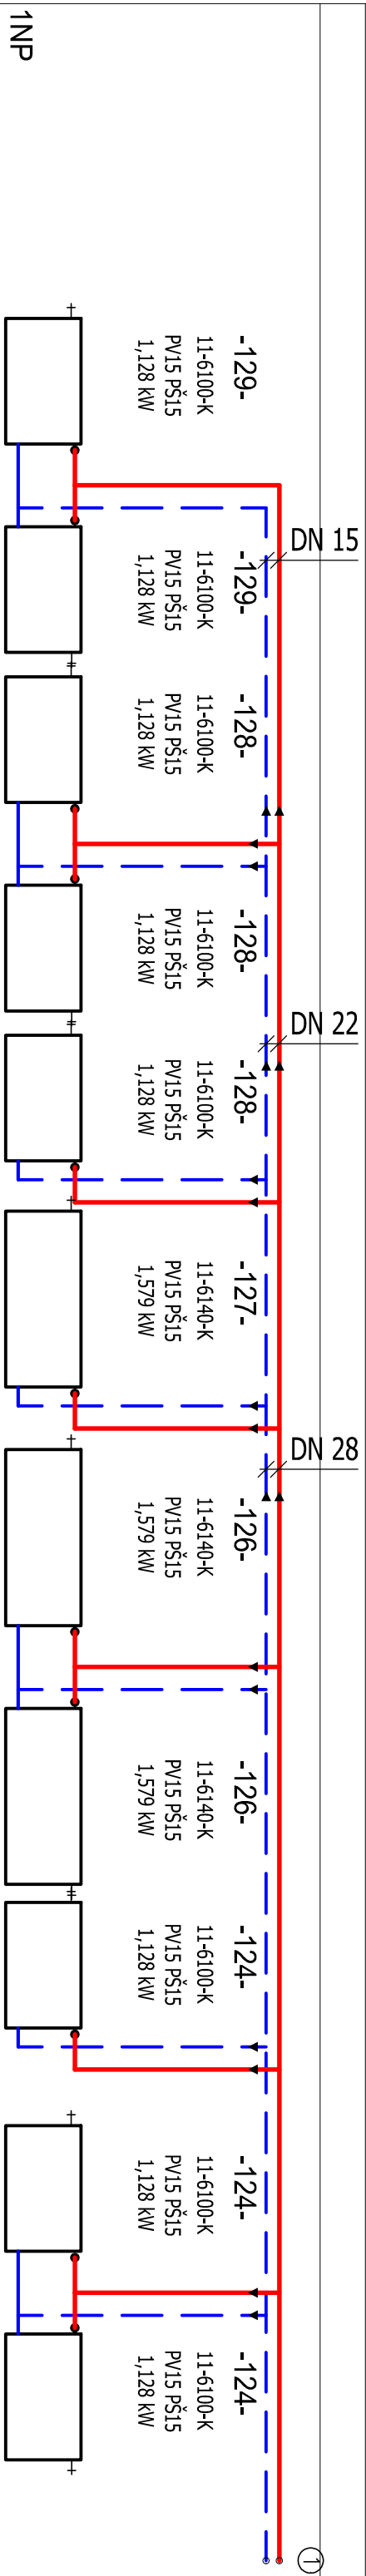 1NP
-129-
11-6100-K
PV15 PŠ15
1,128 kW
DN 15
-129-
11-6100-K
PV15 PŠ15
1,128 kW
-128-
11-6100-K
PV15 PŠ15
1,128 kW
-128-
11-6100-K
PV15 PŠ15
1,128 kW
DN 22
-128-
11-6100-K
PV15 PŠ15
1,128 kW
-127-
11-6140-K
PV15 PŠ15
1,579 kW
DN 28
-126-
11-6140-K
PV15 PŠ15
1,579 kW
-126-
11-6140-K
PV15 PŠ15
1,579 kW
-124-
11-6100-K
PV15 PŠ15
1,128 kW
-124-
11-6100-K
PV15 PŠ15
1,128 kW
-124-
11-6100-K
PV15 PŠ15
1,128 kW
1